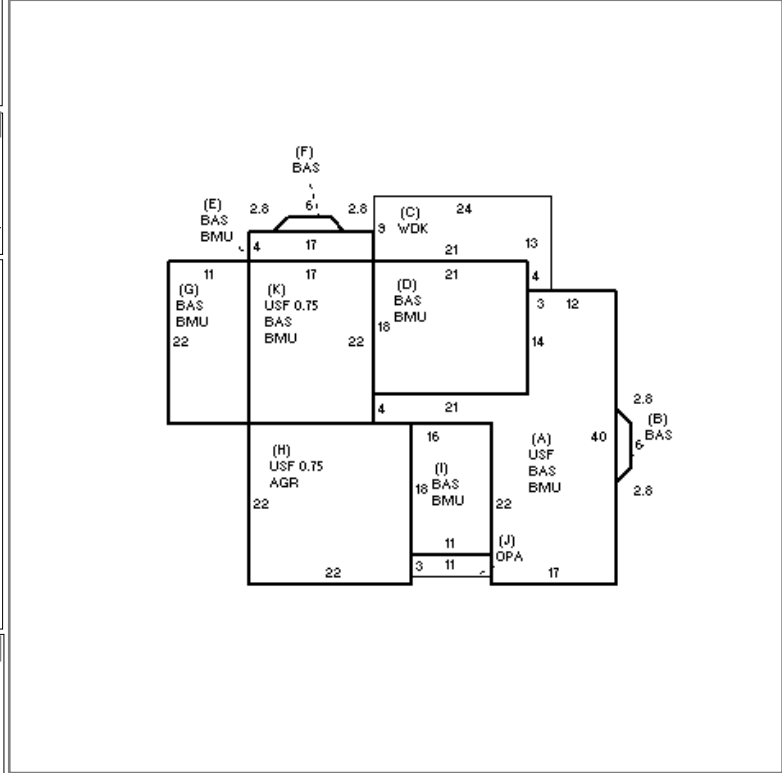 (F)
BAS
(E)
BAS
BMU
2.8
6
2.8
(C)
WDK
24
9
4
17
21
13
11
17
21
4
(G)
BAS
BMU
(K)
USF 0.75
BAS
BMU
(D)
BAS
BMU
3
12
22
22
18
14
4
21
2.8
(B)
BAS
6
16
40
(A)
USF
BAS
BMU
(H)
USF 0.75
AGR
(I)
BAS
BMU
18
2.8
22
22
11
(J)
OPA
3
11
22
17